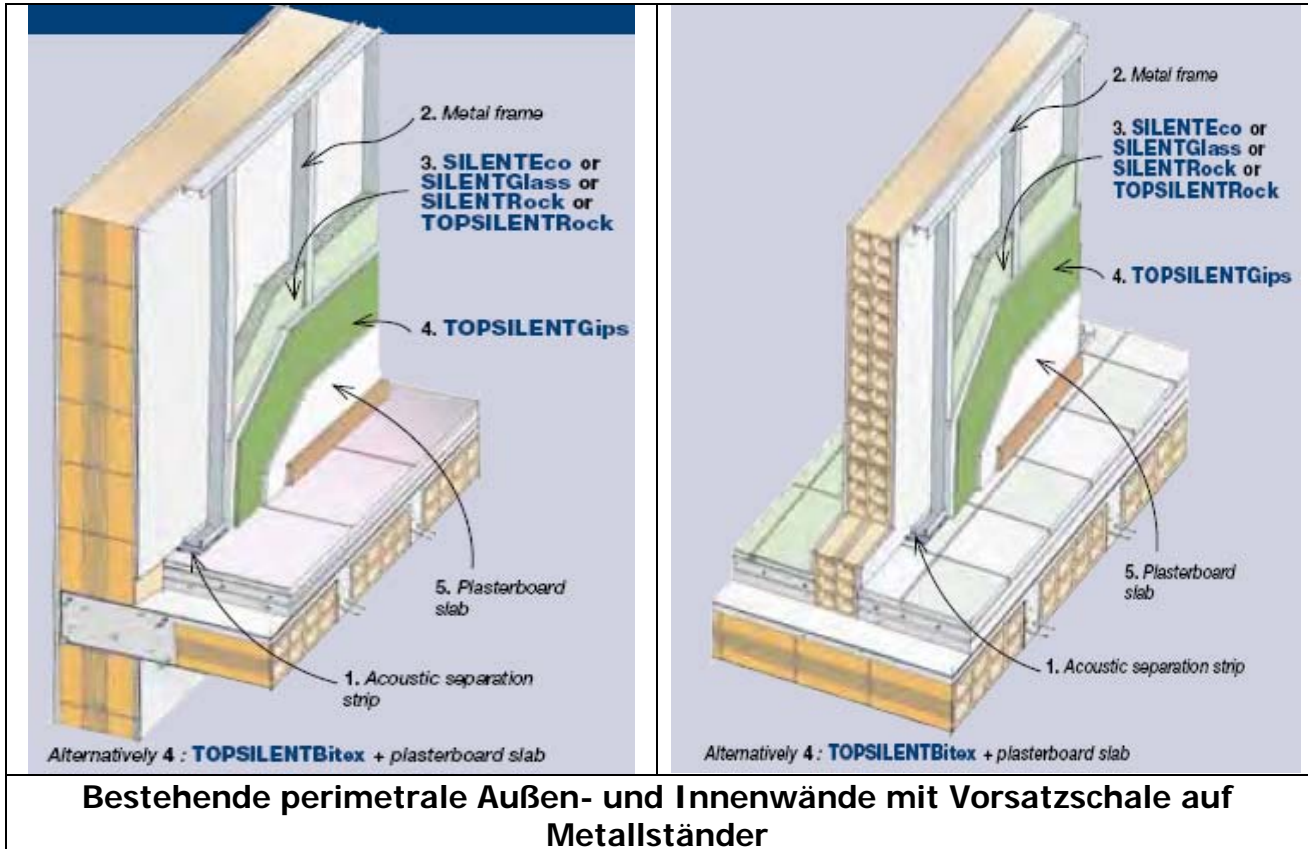 2. Metal frame
3. SILENTEco or
SILENTGlass or
SILENTRock or
TOPSILENTRock
4. TOPSILENTGips
5. Plasterboard
slab
1. Acoustic separation
strip
Alternatively 4 : TOPSILENTBitex + plasterboard slab
2. Metal frame
3. SILENTEco or
SILENTGlass or
SILENTRock or
TOPSILENTRock
4. TOPSILENTGips
5. Plasterboard
slab
1. Acoustic separation strip
Alternatively 4 : TOPSILENTBitex + plasterboard slab
Bestehende perimetrale Außen- und Innenwände mit Vorsatzschale auf
Metallständer